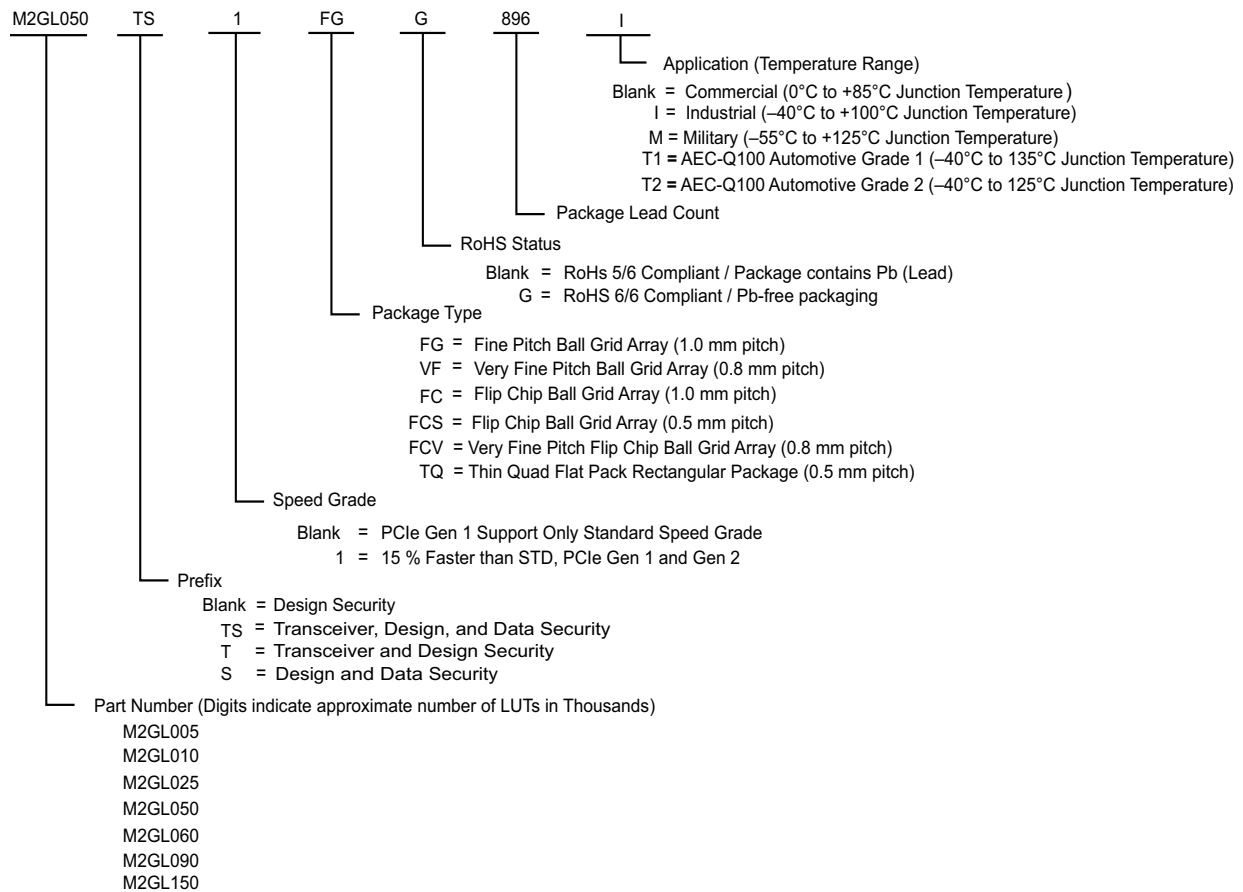 M2GL050 TS 1 FG G 896 I
Application (Temperature Range)
Blank = Commercial (0°C to +85°C Junction Temperature)
I = Industrial (–40°C to +100°C Junction Temperature)
M = Military (–55°C to +125°C Junction Temperature)
T1 = AEC-Q100 Automotive Grade 1 (–40°C to 135°C Junction Temperature)
T2 = AEC-Q100 Automotive Grade 2 (–40°C to 125°C Junction Temperature)
Package Lead Count
RoHS Status
Blank = RoHs 5/6 Compliant / Package contains Pb (Lead)
G = RoHS 6/6 Compliant / Pb-free packaging
Package Type
FG = Fine Pitch Ball Grid Array (1.0 mm pitch)
VF = Very Fine Pitch Ball Grid Array (0.8 mm pitch)
FC = Flip Chip Ball Grid Array (1.0 mm pitch)
FCS = Flip Chip Ball Grid Array (0.5 mm pitch)
FCV = Very Fine Pitch Flip Chip Ball Grid Array (0.8 mm pitch)
TQ = Thin Quad Flat Pack Rectangular Package (0.5 mm pitch)
Speed Grade
Blank = PCIe Gen 1 Support Only Standard Speed Grade
1 = 15 % Faster than STD, PCIe Gen 1 and Gen 2
Prefix
Blank = Design Security
TS = Transceiver, Design, and Data Security
T = Transceiver and Design Security
S = Design and Data Security
Part Number (Digits indicate approximate number of LUTs in Thousands)
M2GL005
M2GL010
M2GL025
M2GL050
M2GL060
M2GL090
M2GL150